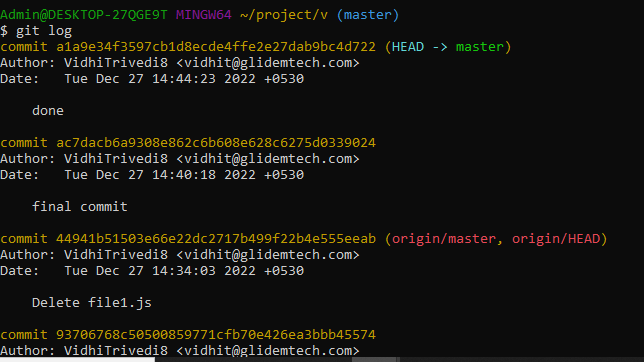 Admin@DESKTOP-27QGE9T MINGW64 ~/project/v (master)
$ git log
commit a1a9e34f3597cb1d8ecde4ffe2e27dab9bc4d722 (HEAD -> master)
Author: VidhiTrivedi8 <vidhit@glidemtech.com>
Date:   Tue Dec 27 14:44:23 2022 +0530
done
commit ac7dacb6a9308e862c6b608e628c6275d0339024
Author: VidhiTrivedi8 <vidhit@glidemtech.com>
Date:   Tue Dec 27 14:40:18 2022 +0530
final commit
commit 44941b51503e66e22dc2717b499f22b4e555eeab (origin/master, origin/HEAD)
Author: VidhiTrivedi8 <vidhit@glidemtech.com>
Date:   Tue Dec 27 14:34:03 2022 +0530
Delete file1.js
commit 93706768c50500859771cfb70e426ea3bbb45574
Author: VidhiTrivedi8 <vidhit@glidemtech.com>